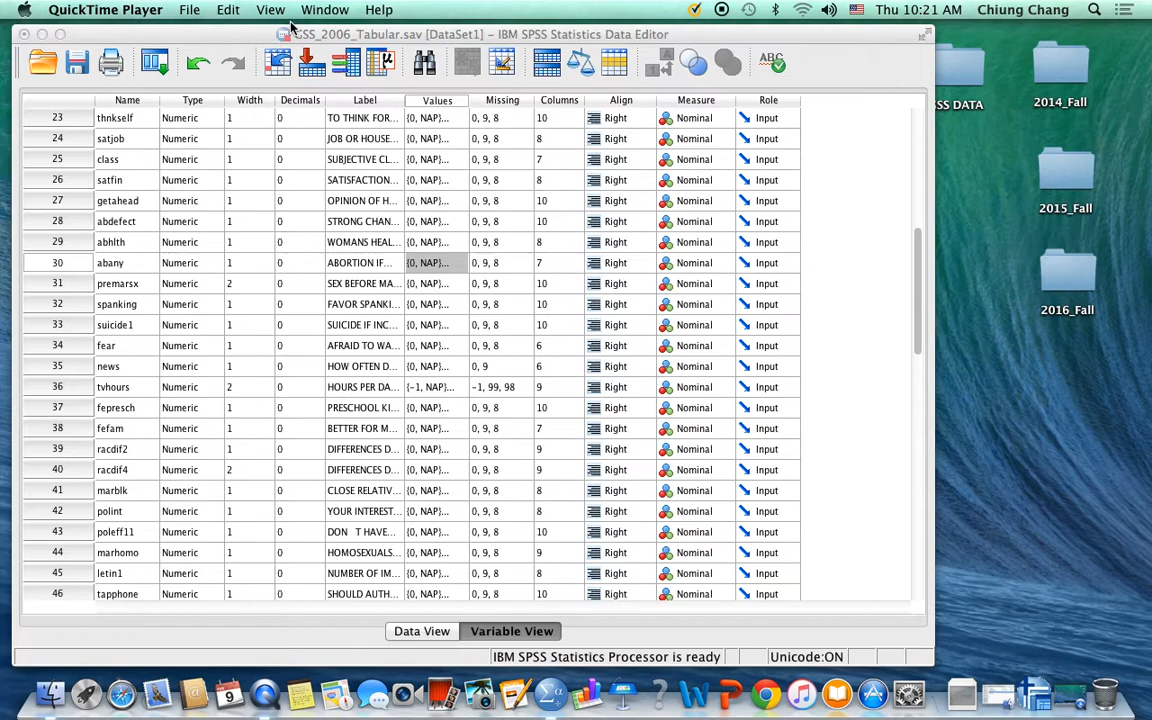 QuickTime Player File Edit View Window Help Thu 10:21 AM Chiung Chang
SS_2006_Tabular.sav [DataSet1] – IBM SPSS Statistics Data Editor
Name Type Width Decimals Label Values Missing Columns Align Measure Role
23 thnkself Numeric 1 0 TO THINK FOR... {0, NAP}... 0, 9, 8 10 Right Nominal Input
24 satjob Numeric 1 0 JOB OR HOUSE... {0, NAP}... 0, 9, 8 8 Right Nominal Input
25 class Numeric 1 0 SUBJECTIVE CL... {0, NAP}... 0, 9, 8 7 Right Nominal Input
26 satfin Numeric 1 0 SATISFACTION... {0, NAP}... 0, 9, 8 8 Right Nominal Input
27 getahead Numeric 1 0 OPINION OF H... {0, NAP}... 0, 9, 8 10 Right Nominal Input
28 abdefect Numeric 1 0 STRONG CHAN... {0, NAP}... 0, 9, 8 10 Right Nominal Input
29 abhlth Numeric 1 0 WOMANS HEAL... {0, NAP}... 0, 9, 8 8 Right Nominal Input
30 abany Numeric 1 0 ABORTION IF... {0, NAP}... 0, 9, 8 7 Right Nominal Input
31 premarsx Numeric 2 0 SEX BEFORE MA... {0, NAP}... 0, 9, 8 10 Right Nominal Input
32 spanking Numeric 1 0 FAVOR SPANKI... {0, NAP}... 0, 9, 8 10 Right Nominal Input
33 suicide1 Numeric 1 0 SUICIDE IF INC... {0, NAP}... 0, 9, 8 10 Right Nominal Input
34 fear Numeric 1 0 AFRAID TO WA... {0, NAP}... 0, 9, 8 6 Right Nominal Input
35 news Numeric 1 0 HOW OFTEN D... {0, NAP}... 0, 9 6 Right Nominal Input
36 tvhours Numeric 2 0 HOURS PER DA... {-1, NAP}... -1, 99, 98 9 Right Nominal Input
37 fepresch Numeric 1 0 PRESCHOOL KI... {0, NAP}... 0, 9, 8 10 Right Nominal Input
38 fefam Numeric 1 0 BETTER FOR M... {0, NAP}... 0, 9, 8 7 Right Nominal Input
39 racdif2 Numeric 1 0 DIFFERENCES D... {0, NAP}... 0, 9, 8 9 Right Nominal Input
40 racdif4 Numeric 2 0 DIFFERENCES D... {0, NAP}... 0, 9, 8 9 Right Nominal Input
41 marblk Numeric 1 0 CLOSE RELATIV... {0, NAP}... 0, 9, 8 8 Right Nominal Input
42 polint Numeric 1 0 YOUR INTEREST... {0, NAP}... 0, 9, 8 8 Right Nominal Input
43 poleff11 Numeric 1 0 DON T HAVE... {0, NAP}... 0, 9, 8 10 Right Nominal Input
44 marhomo Numeric 1 0 HOMOSEXUALS... {0, NAP}... 0, 9, 8 9 Right Nominal Input
45 letin1 Numeric 1 0 NUMBER OF IM... {0, NAP}... 0, 9, 8 8 Right Nominal Input
46 tapphone Numeric 1 0 SHOULD AUTH... {0, NAP}... 0, 9, 8 10 Right Nominal Input
Data View Variable View
IBM SPSS Statistics Processor is ready Unicode:ON
SS DATA 2014_Fall
2015_Fall
2016_Fall